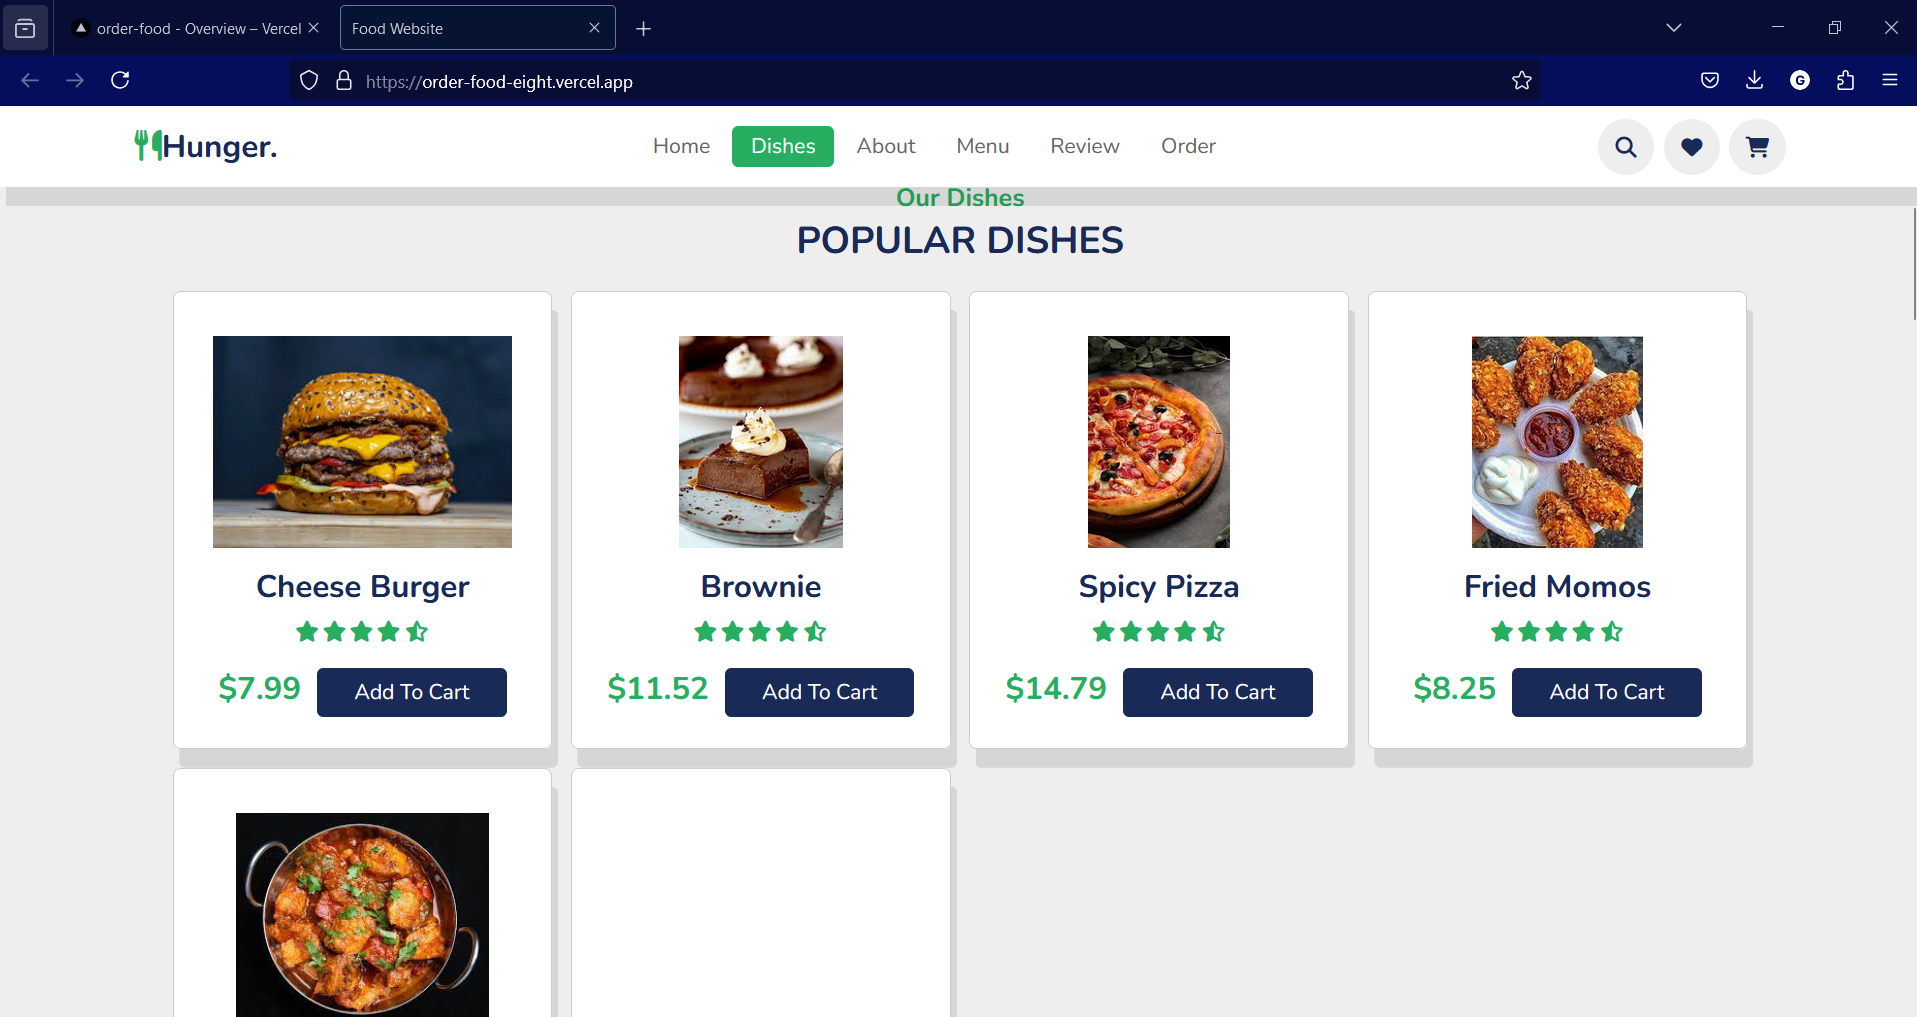 order-food - Overview – Vercel
Food Website
https://order-food-eight.vercel.app
G
Hunger.
Home
Dishes
About
Menu
Review
Order
Our Dishes
POPULAR DISHES
Cheese Burger
Brownie
Spicy Pizza
Fried Momos
$7.99
Add To Cart
$11.52
Add To Cart
$14.79
Add To Cart
$8.25
Add To Cart